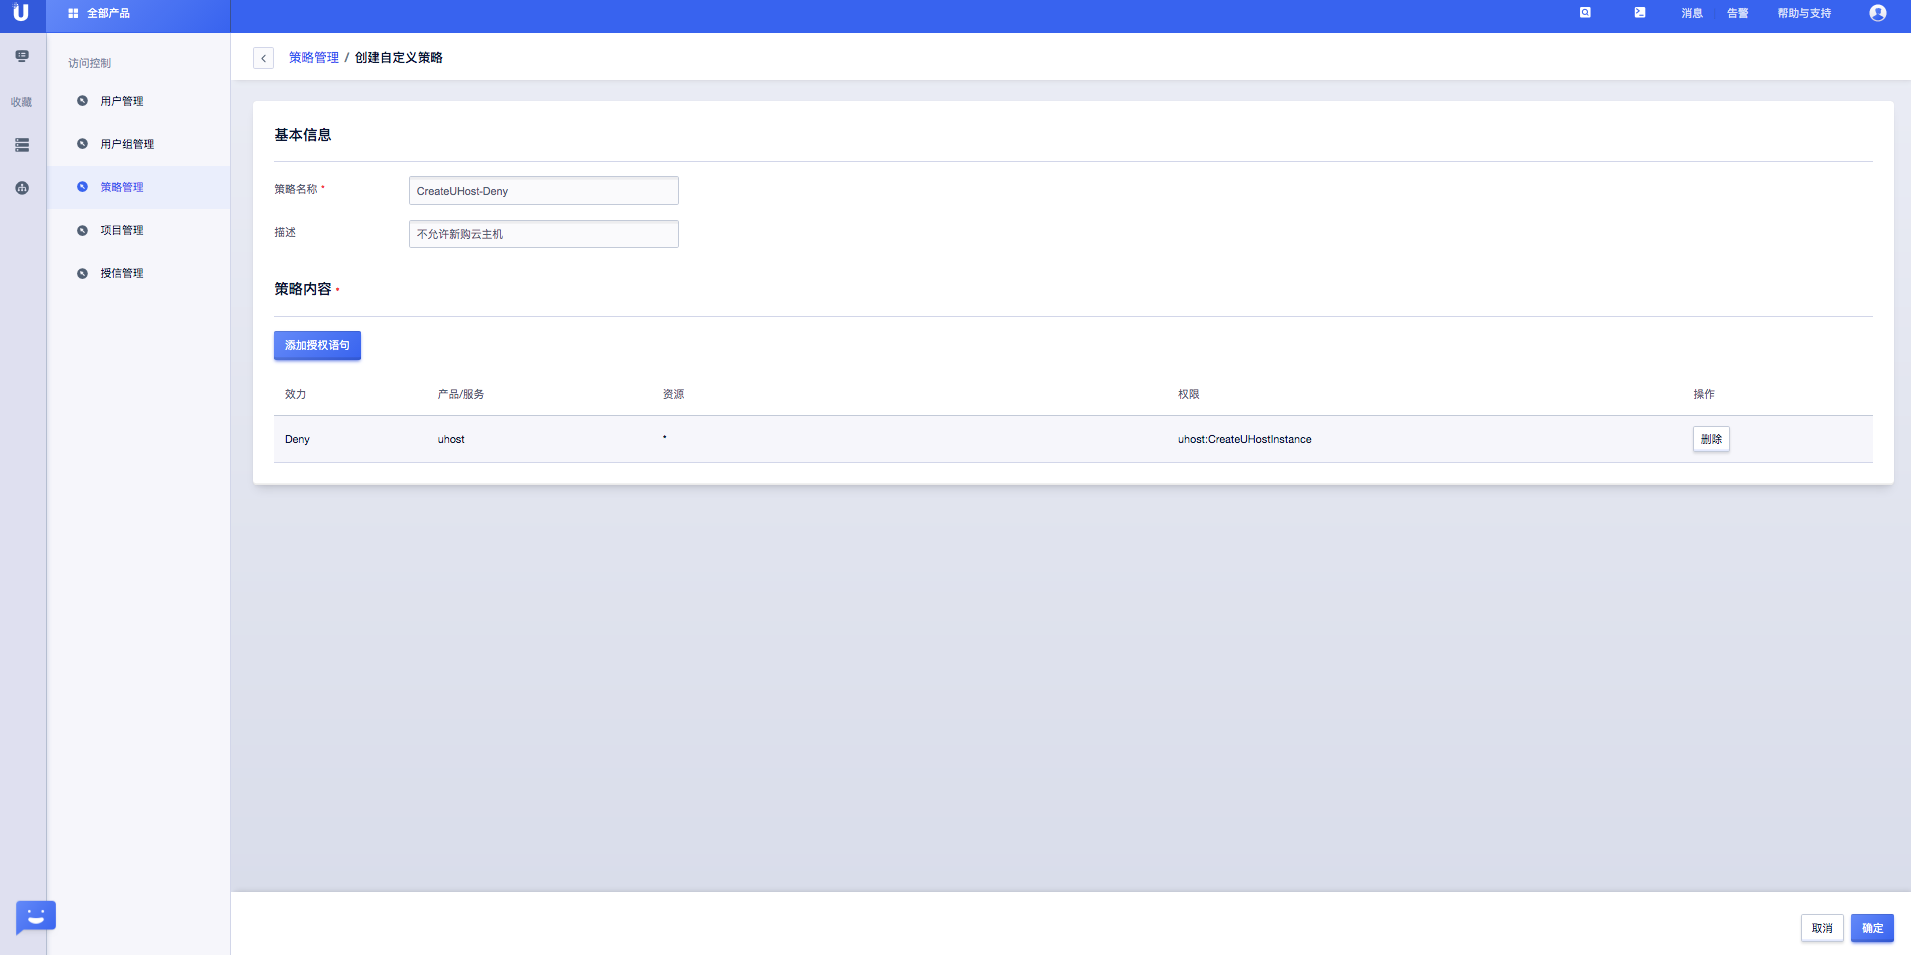 U
全部产品
消息
告警
帮助与支持
收藏
访问控制
用户管理
用户组管理
策略管理
项目管理
授信管理
策略管理 / 创建自定义策略
基本信息
策略名称 *
CreateUHost-Deny
描述
不允许新购云主机
策略内容 *
添加授权语句
效力 产品/服务 资源 权限 操作
Deny uhost * uhost:CreateUHostInstance 删除
取消
确定